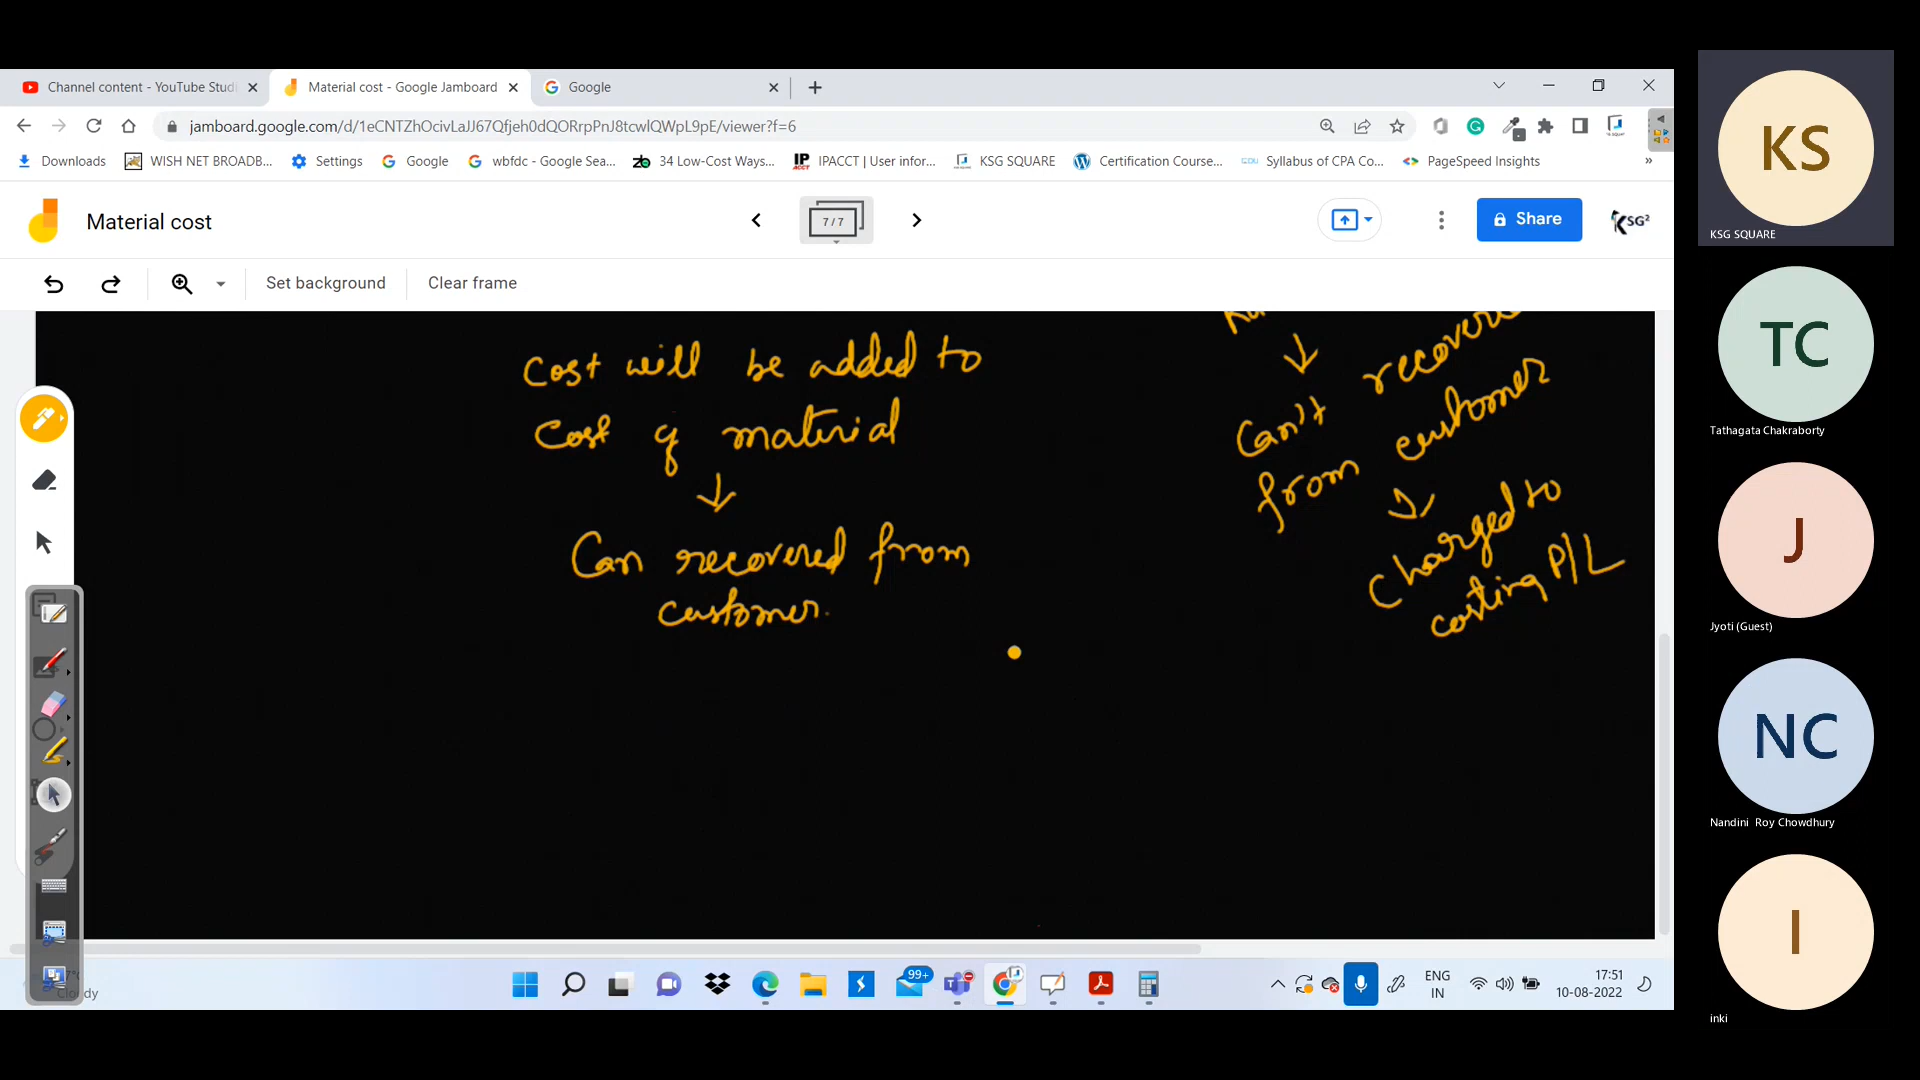 Channel content - YouTube Studi
Material cost - Google Jamboard
Google
jamboard.google.com/d/1eCNTZhOcivLaJJ67Qfjeh0dQORrpPnJ8tcwlQWpL9pE/viewer?f=6
Downloads
WISH NET BROADB...
Settings
Google
wbfdc - Google Sea...
34 Low-Cost Ways...
IPACCT | User infor...
KSG SQUARE
Certification Course...
Syllabus of CPA Co...
PageSpeed Insights
»
Material cost
7 / 7
Share
KSG²
Set background
Clear frame
Cost will be added to
Cost of material
↓
Can recovered from
customer.
↓
Can't recovere
from customer
↓
Charged to
costing P/L
Cloudy
99+
ENG
IN
17:51
10-08-2022
KS
KSG SQUARE
TC
Tathagata Chakraborty
J
Jyoti (Guest)
NC
Nandini Roy Chowdhury
I
inki